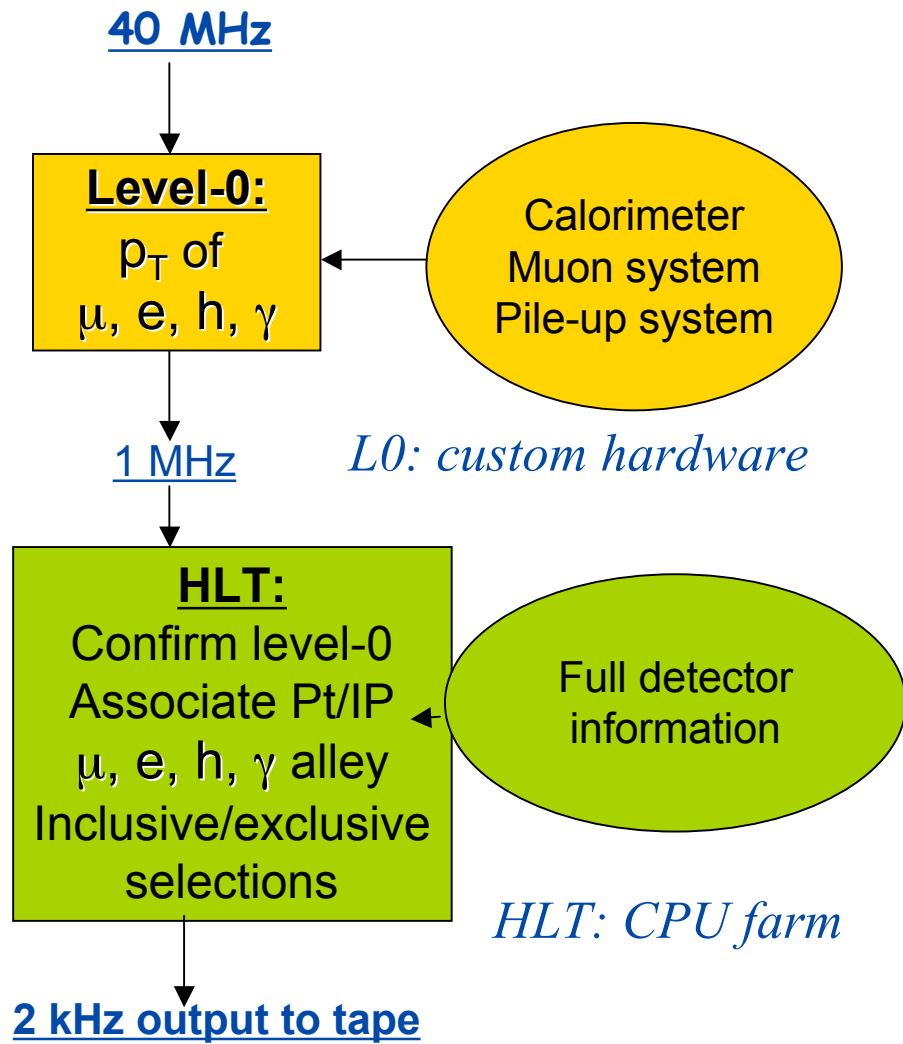 40 MHz
Level-0:
pT of
μ, e, h, γ
Calorimeter
Muon system
Pile-up system
1 MHz
L0: custom hardware
HLT:
Confirm level-0
Associate Pt/IP
μ, e, h, γ alley
Inclusive/exclusive
selections
Full detector
information
HLT: CPU farm
2 kHz output to tape